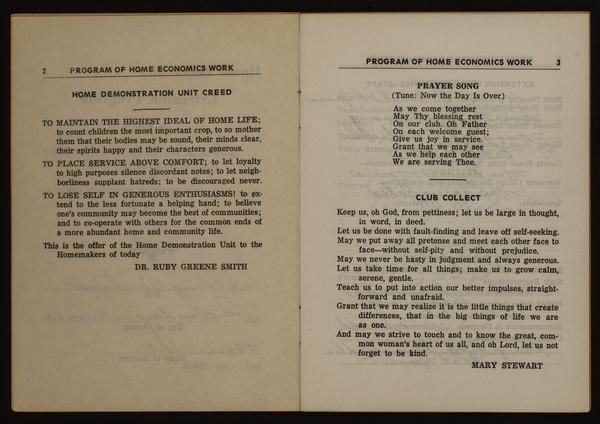 2 PROGRAM OF HOME ECONOMICS WORK
HOME DEMONSTRATION UNIT CREED
TO MAINTAIN THE HIGHEST IDEAL OF HOME LIFE;
to count children the most important crop, to so mother
them that their bodies may be sound, their minds clear,
their spirits happy and their characters generous.
TO PLACE SERVICE ABOVE COMFORT; to let loyalty
to high purposes silence discordant notes; to let neigh-
borliness supplant hatreds; to be discouraged never.
TO LOSE SELF IN GENEROUS ENTHUSIASMS! to ex-
tend to the less fortunate a helping hand; to believe
one's community may become the best of communities;
and to co-operate with others for the common ends of
a more abundant home and community life.
This is the offer of the Home Demonstration Unit to the
Homemakers of today
DR. RUBY GREENE SMITH
PROGRAM OF HOME ECONOMICS WORK 3
PRAYER SONG
(Tune: Now the Day Is Over)
As we come together
May Thy blessing rest
On our club. Oh Father
On each welcome guest;
Give us joy in service.
Grant that we may see
As we help each other
We are serving Thee.
CLUB COLLECT
Keep us, oh God, from pettiness; let us be large in thought,
in word, in deed.
Let us be done with fault-finding and leave off self-seeking.
May we put away all pretense and meet each other face to
face—without self-pity and without prejudice.
May we never be hasty in judgment and always generous.
Let us take time for all things; make us to grow calm,
serene, gentle.
Teach us to put into action our better impulses, straight-
forward and unafraid.
Grant that we may realize it is the little things that create
differences, that in the big things of life we are
as one.
And may we strive to touch and to know the great, com-
mon woman's heart of us all, and oh Lord, let us not
forget to be kind.
MARY STEWART